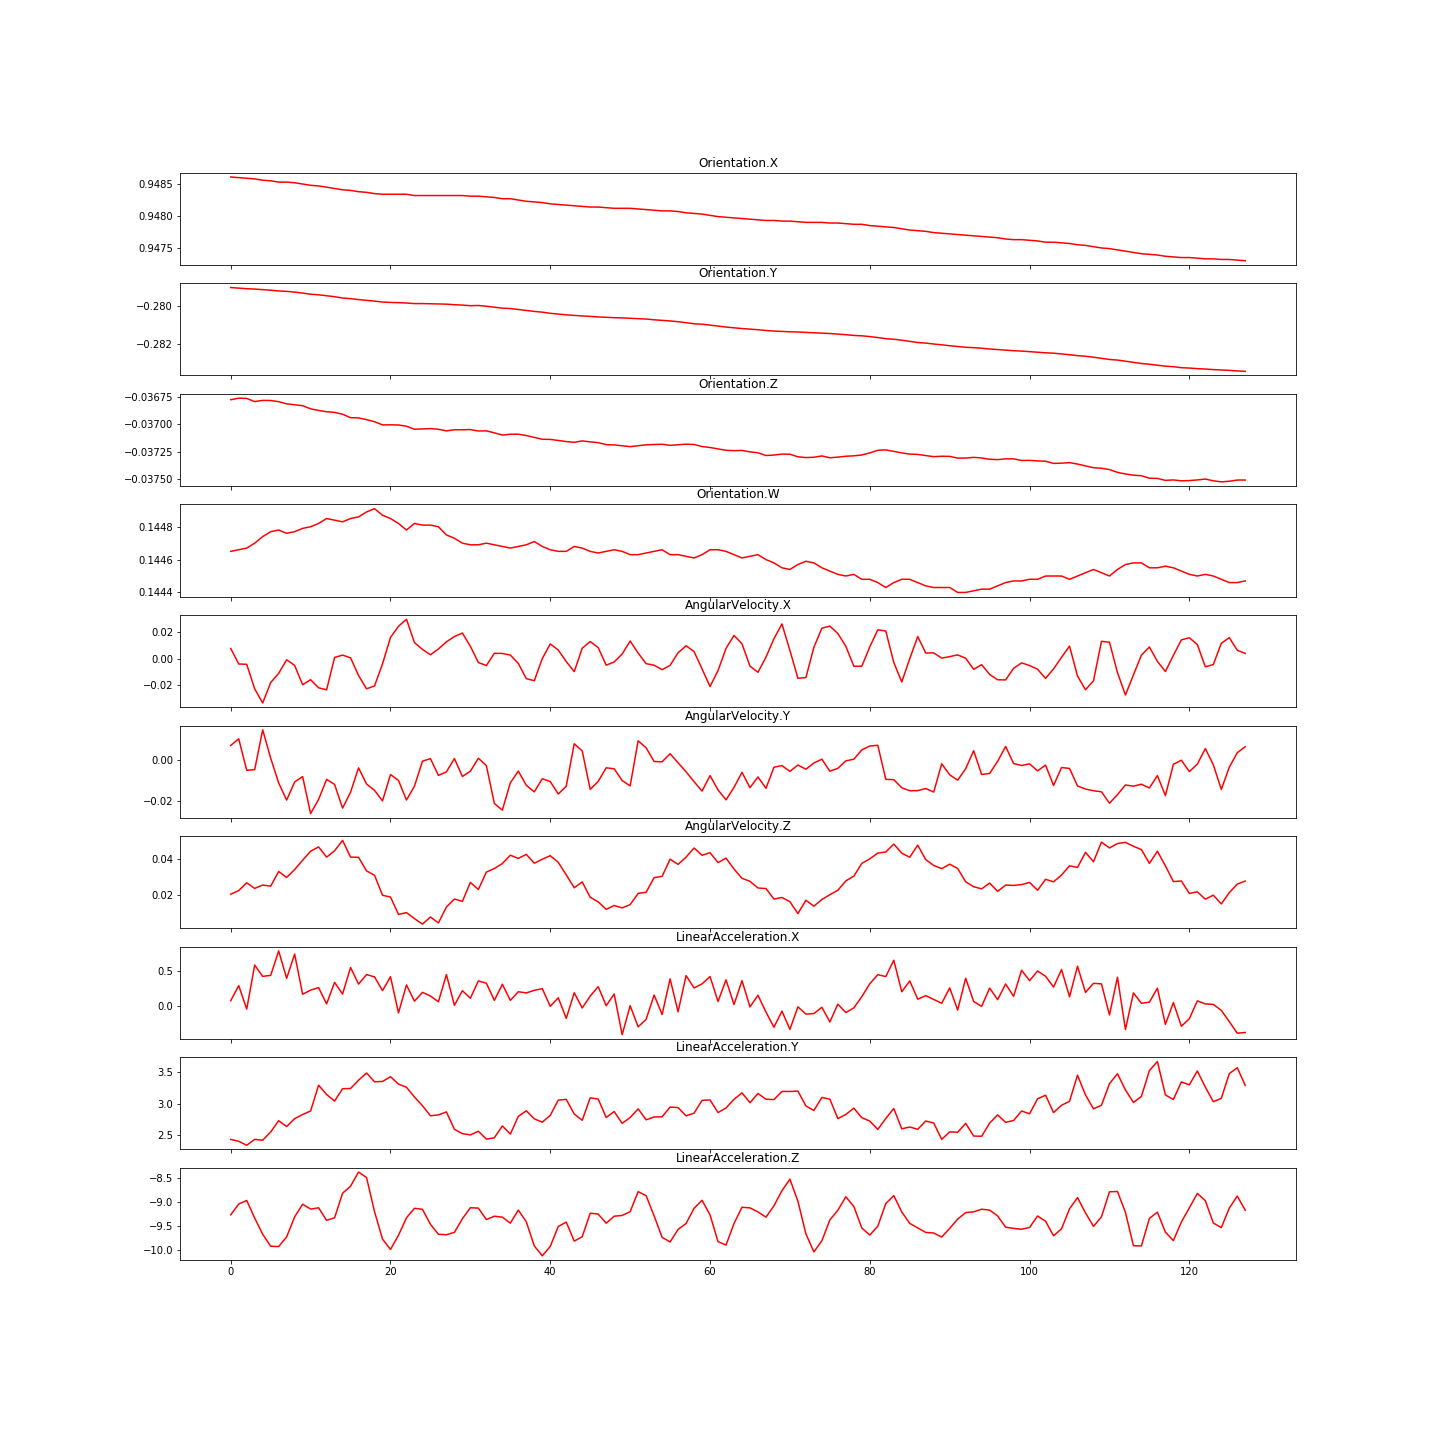 Orientation.X
0.9485
0.9480
0.9475
Orientation.Y
−0.280
−0.282
Orientation.Z
−0.03675
−0.03700
−0.03725
−0.03750
Orientation.W
0.1448
0.1446
0.1444
AngularVelocity.X
0.02
0.00
−0.02
AngularVelocity.Y
0.00
−0.02
AngularVelocity.Z
0.04
0.02
LinearAcceleration.X
0.5
0.0
LinearAcceleration.Y
3.5
3.0
2.5
LinearAcceleration.Z
−8.5
−9.0
−9.5
−10.0
0 20 40 60 80 100 120